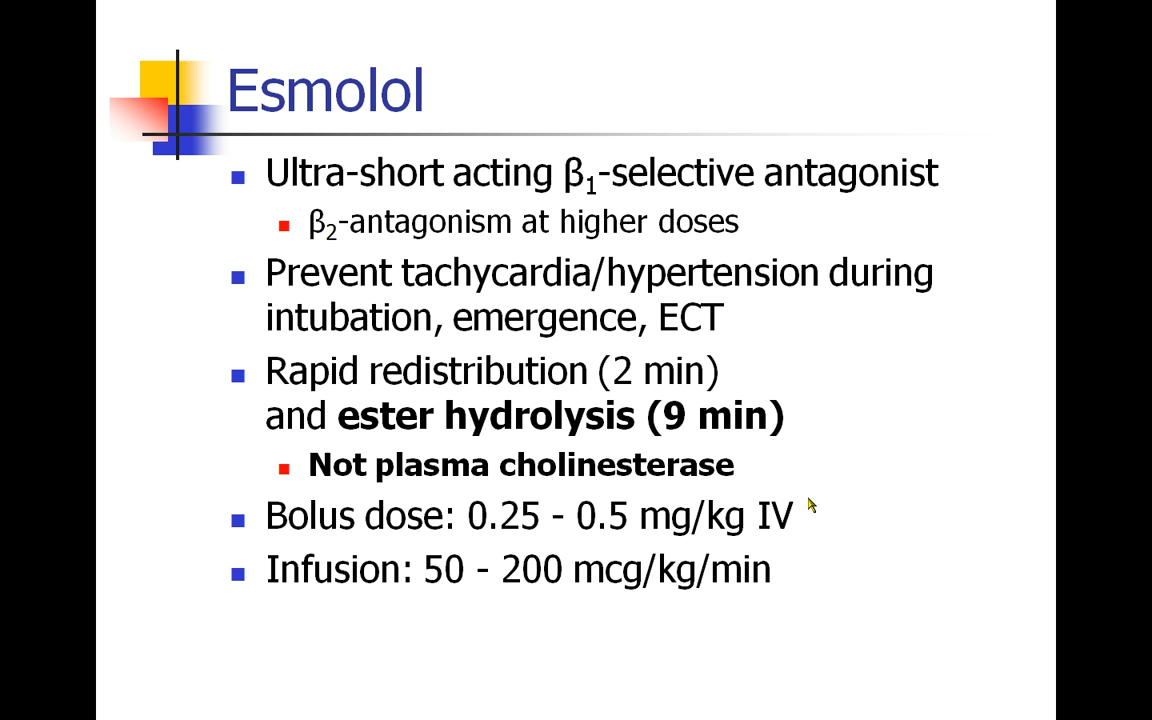 Esmolol
Ultra-short acting β₁-selective antagonist
β₂-antagonism at higher doses
Prevent tachycardia/hypertension during
intubation, emergence, ECT
Rapid redistribution (2 min)
and ester hydrolysis (9 min)
Not plasma cholinesterase
Bolus dose: 0.25 - 0.5 mg/kg IV
Infusion: 50 - 200 mcg/kg/min